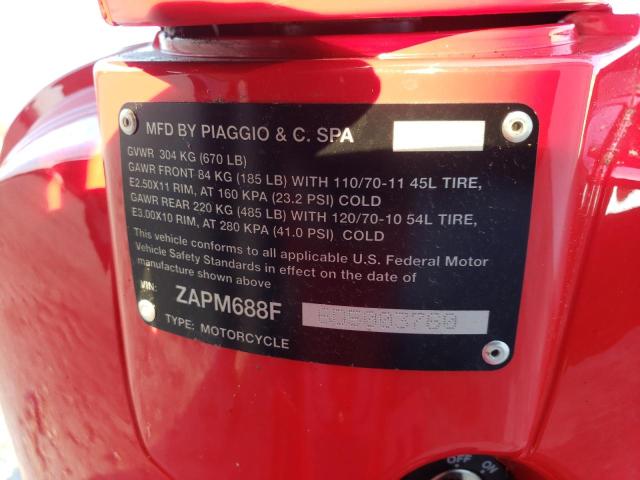 MFD BY PIAGGIO & C. SPA
GVWR 304 KG (670 LB)
GAWR FRONT 84 KG (185 LB) WITH 110/70-11 45L TIRE,
E2.50X11 RIM, AT 160 KPA (23.2 PSI) COLD
GAWR REAR 220 KG (485 LB) WITH 120/70-10 54L TIRE,
E3.00X10 RIM, AT 280 KPA (41.0 PSI) COLD
This vehicle conforms to all applicable U.S. Federal Motor
Vehicle Safety Standards in effect on the date of
manufacture shown above
VIN: ZAPM688F
TYPE: MOTORCYCLE
OFF ON